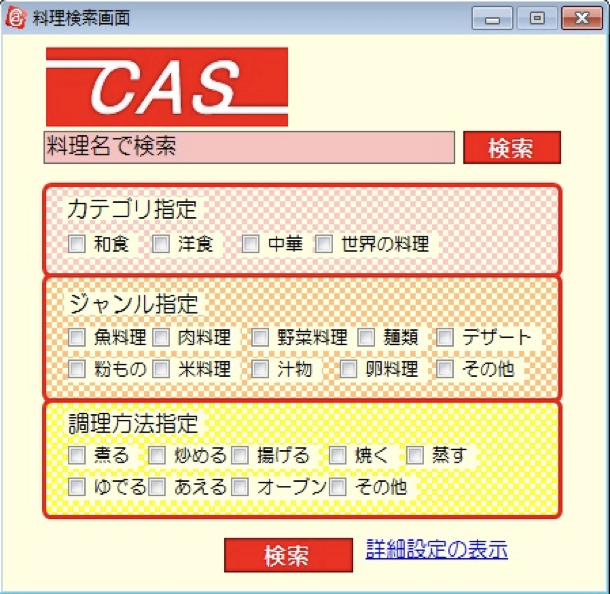 料理検索画面
CAS
料理名で検索 検索
カテゴリ指定
和食 洋食 中華 世界の料理
ジャンル指定
魚料理 肉料理 野菜料理 麺類 デザート
粉もの 米料理 汁物 卵料理 その他
調理方法指定
煮る 炒める 揚げる 焼く 蒸す
ゆでる あえる オーブン その他
検索 詳細設定の表示